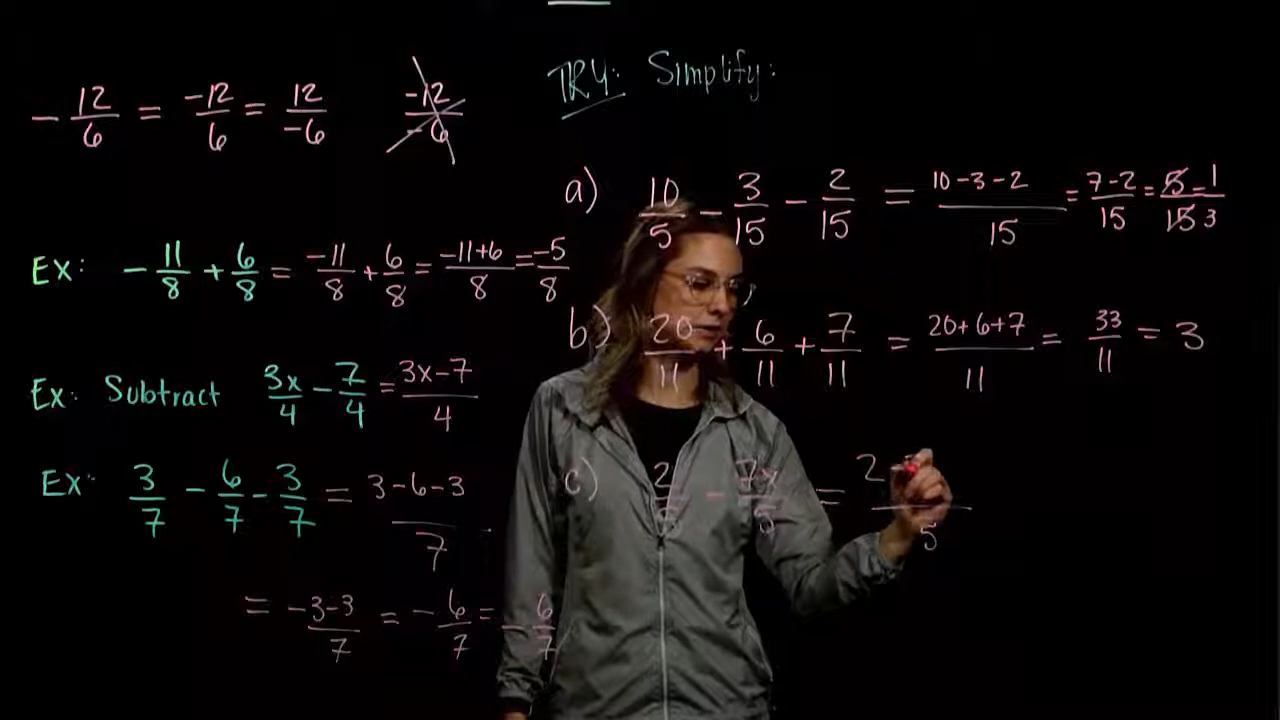 -12/6 = -12/6 = 12/-6   -12/-6
Ex: -11/8 + 6/8 = -11/8 + 6/8 = -11+6/8 = -5/8
Ex: Subtract 3x/4 - 7/4 = 3x-7/4
Ex: 3/7 - 6/7 - 3/7 = 3-6-3/7
= -3-3/7 = -6/7 = -6/7
TRY: Simplify:
a) 10/5 - 3/15 - 2/15 = 10-3-2/15 = 7-2/15 = 5/15 = 1/3
b) 20/11 + 6/11 + 7/11 = 20+6+7/11 = 33/11 = 3
c) 2/5 - 7x/5 = 2 - /5